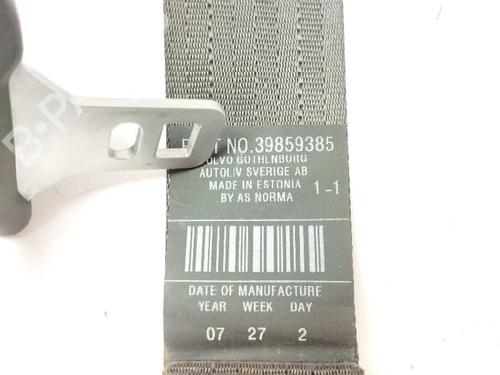 NO.39859385
VOLVO GOTHENBURG
AUTOLIV SVERIGE AB
MADE IN ESTONIA 1-1
BY AS NORMA
DATE OF MANUFACTURE
YEAR WEEK DAY
07 27 2